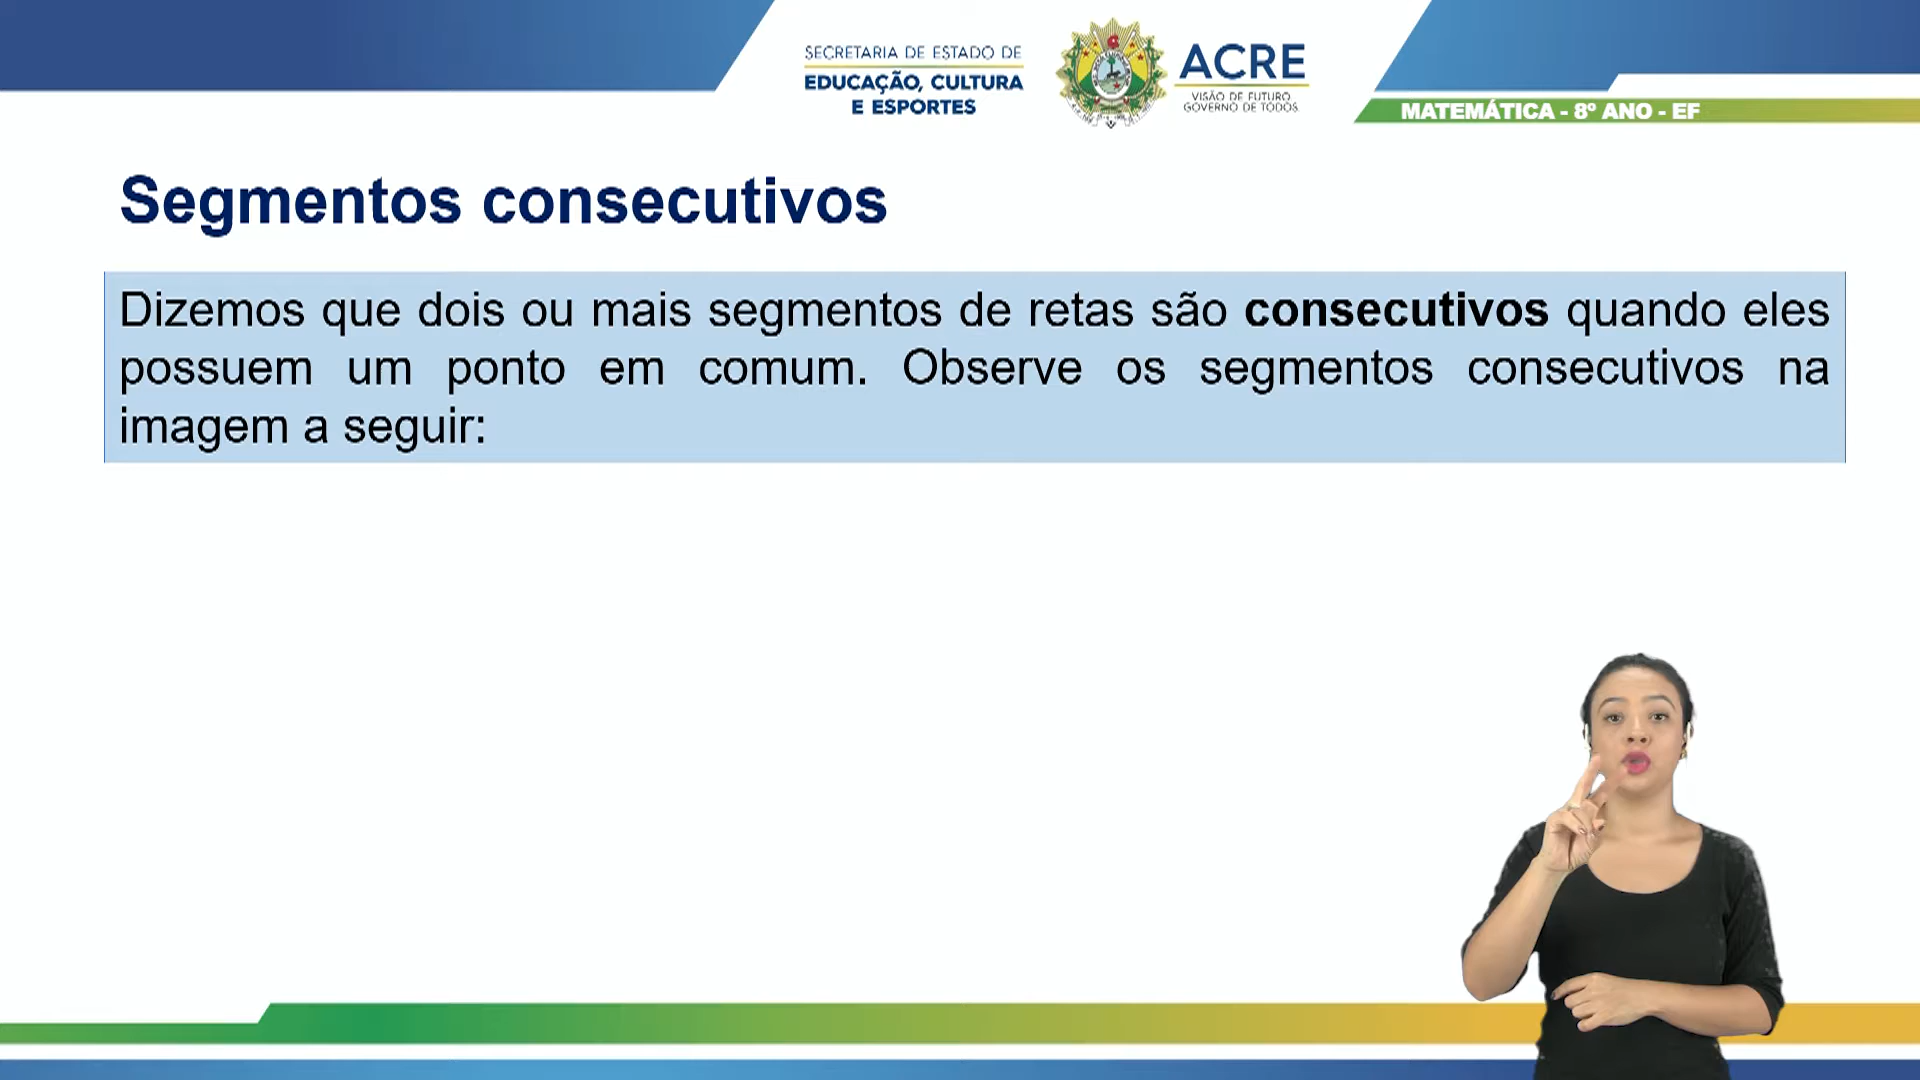 SECRETARIA DE ESTADO DE
EDUCAÇÃO, CULTURA
E ESPORTES
ACRE
VISÃO DE FUTURO
GOVERNO DE TODOS
MATEMÁTICA - 8º ANO - EF
Segmentos consecutivos
Dizemos que dois ou mais segmentos de retas são consecutivos quando eles
possuem um ponto em comum. Observe os segmentos consecutivos na
imagem a seguir: